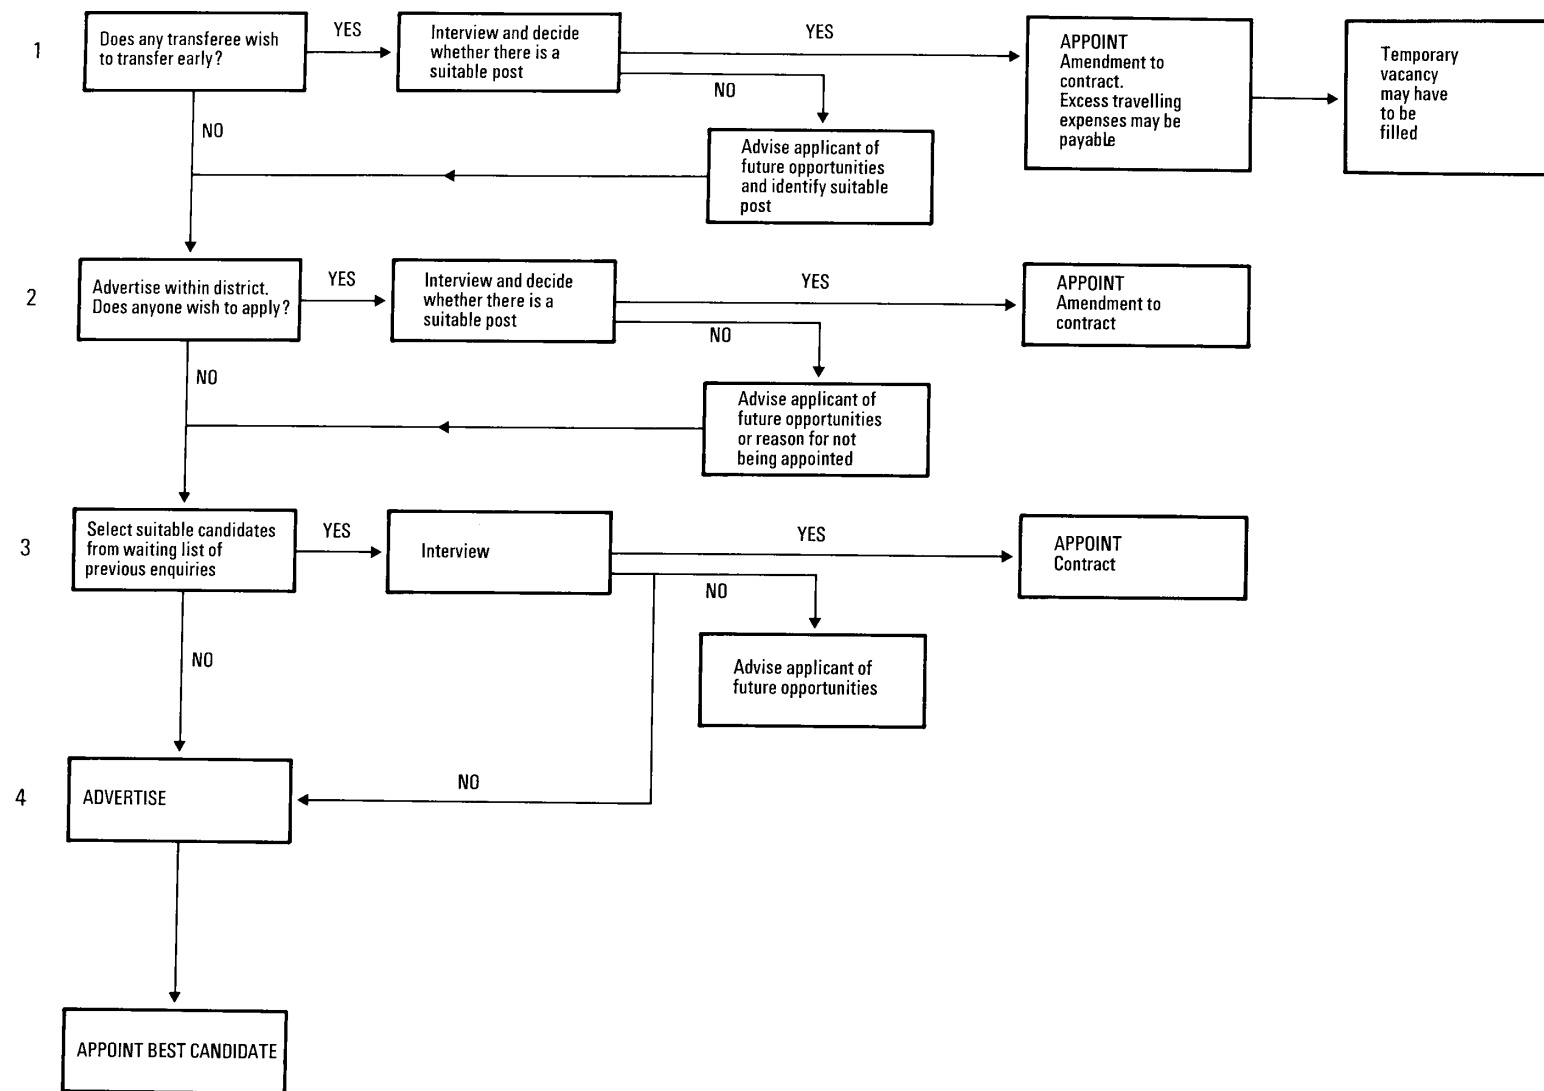 1
Does any transferee wish
to transfer early?
YES
Interview and decide
whether there is a
suitable post
YES
NO
APPOINT
Amendment to
contract.
Excess travelling
expenses may be
payable
Temporary
vacancy
may have
to be
filled
NO
Advise applicant of
future opportunities
and identify suitable
post
2
Advertise within district.
Does anyone wish to apply?
YES
Interview and decide
whether there is a
suitable post
YES
NO
APPOINT
Amendment to
contract
NO
Advise applicant of
future opportunities
or reason for not
being appointed
3
Select suitable candidates
from waiting list of
previous enquiries
YES
Interview
YES
NO
APPOINT
Contract
NO
Advise applicant of
future opportunities
4
ADVERTISE
NO
APPOINT BEST CANDIDATE